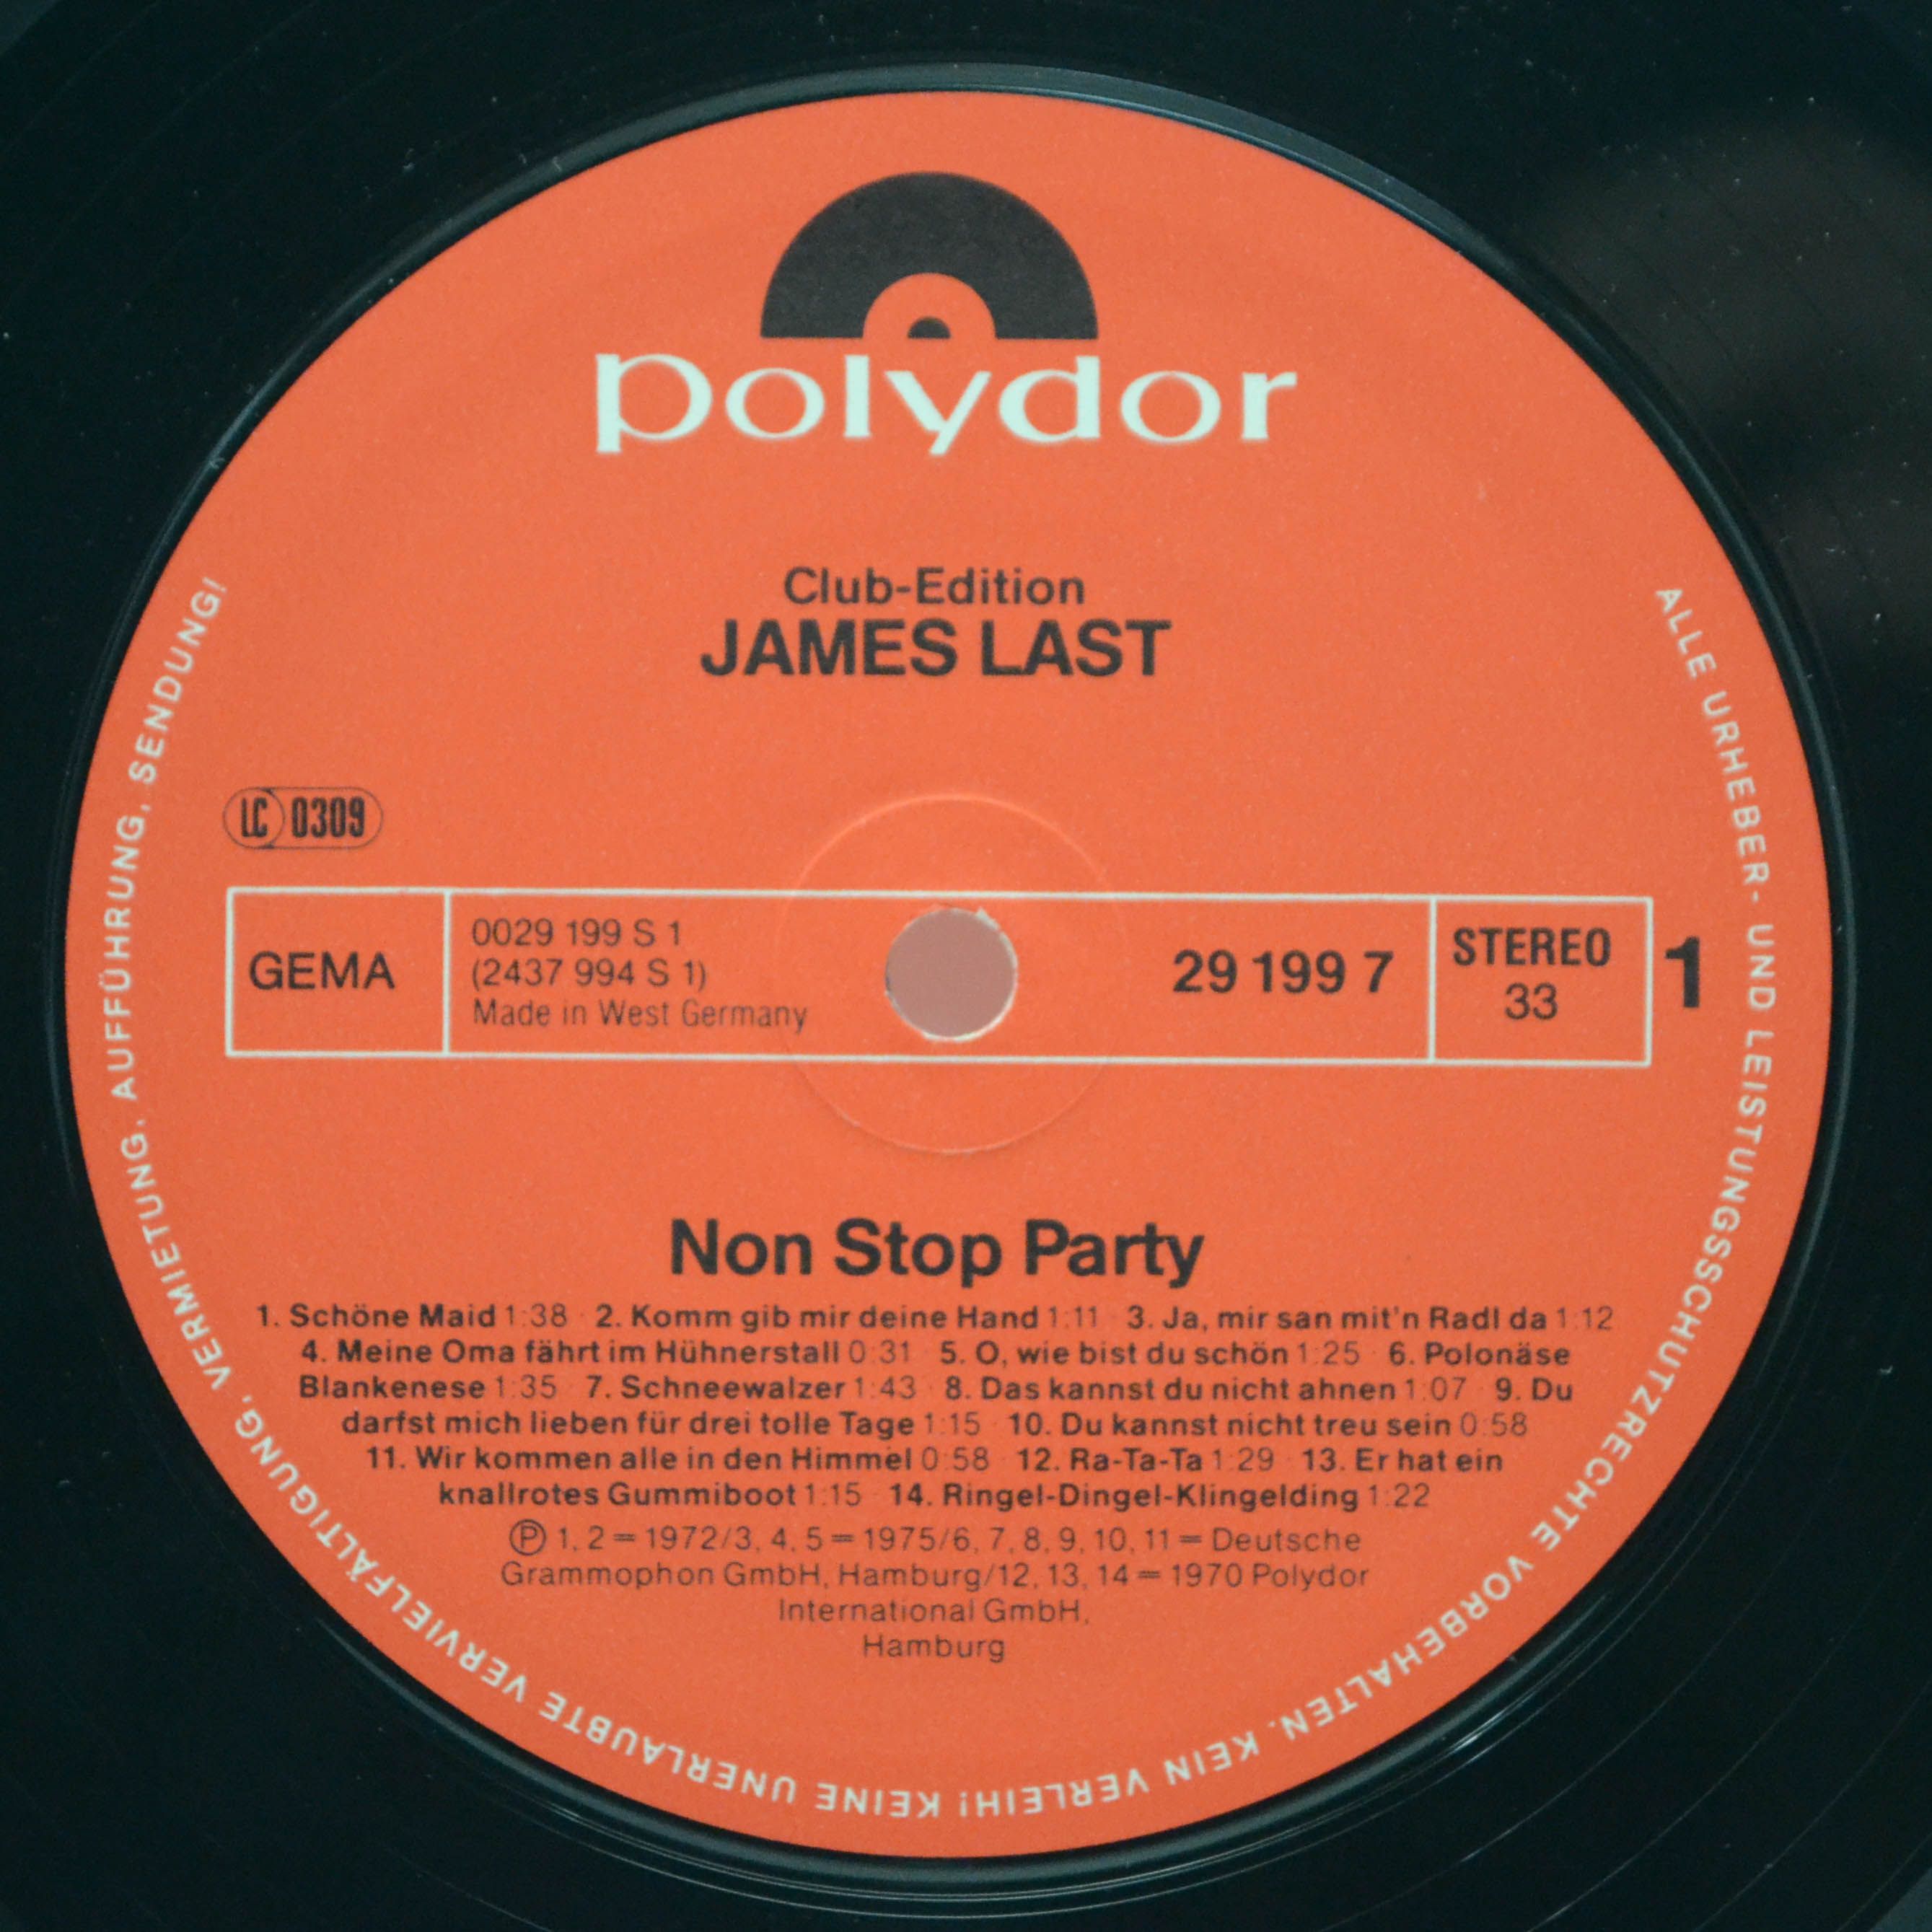 polydor
Club-Edition
JAMES LAST
LC 0309
GEMA
0029 199 S 1
(2437 994 S 1)
Made in West Germany
29 199 7
STEREO
33
1
Non Stop Party
1. Schöne Maid 1:38 · 2. Komm gib mir deine Hand 1:11 · 3. Ja, mir san mit'n Radl da 1:12
4. Meine Oma fährt im Hühnerstall 0:31 · 5. O, wie bist du schön 1:25 · 6. Polonäse
Blankenese 1:35 · 7. Schneewalzer 1:43 · 8. Das kannst du nicht ahnen 1:07 · 9. Du
darfst mich lieben für drei tolle Tage 1:15 · 10. Du kannst nicht treu sein 0:58
11. Wir kommen alle in den Himmel 0:58 · 12. Ra-Ta-Ta 1:29 · 13. Er hat ein
knallrotes Gummiboot 1:15 · 14. Ringel-Dingel-Klingelding 1:22
Ⓟ 1, 2 = 1972/3, 4, 5 = 1975/6, 7, 8, 9, 10, 11 = Deutsche
Grammophon GmbH, Hamburg/12, 13, 14 = 1970 Polydor
International GmbH,
Hamburg
ALLE URHEBER- UND LEISTUNGSSCHUTZRECHTE VORBEHALTEN. KEIN VERLEIH! KEINE UNERLAUBTE VERVIELFÄLTIGUNG, VERMIETUNG, AUFFÜHRUNG, SENDUNG!